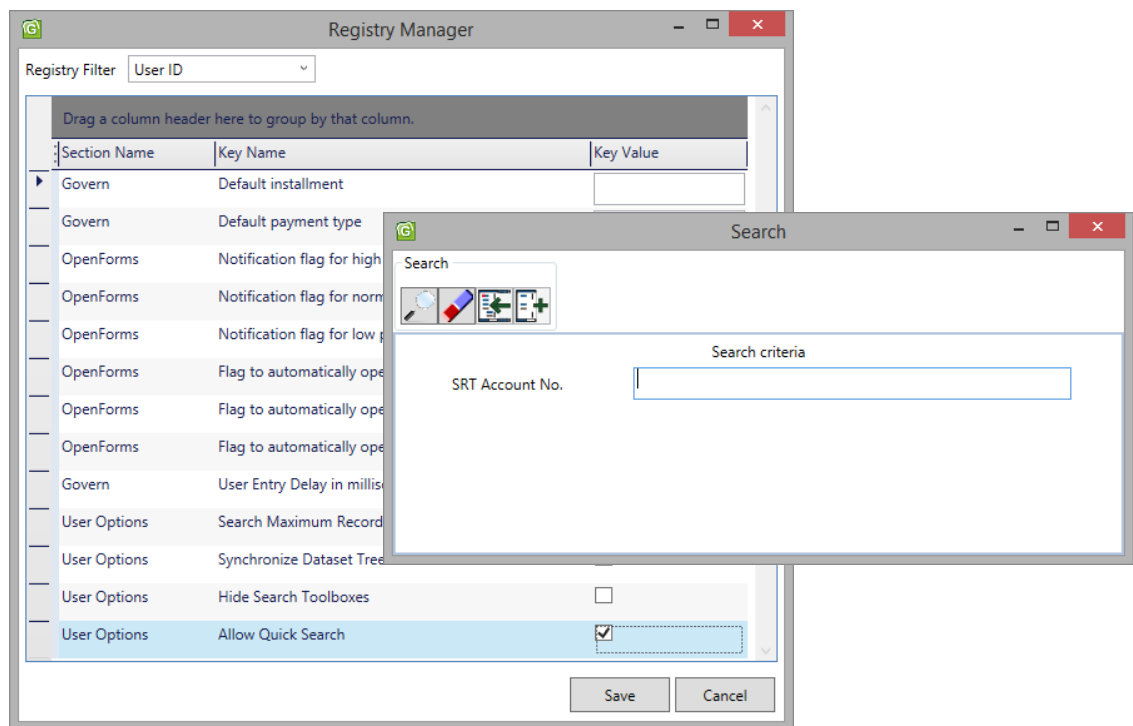 Registry Manager
Registry Filter User ID
Drag a column header here to group by that column.
Section Name Key Name Key Value
Govern Default installment
Govern Default payment type
OpenForms Notification flag for high
OpenForms Notification flag for norm
OpenForms Notification flag for low
OpenForms Flag to automatically ope
OpenForms Flag to automatically ope
OpenForms Flag to automatically ope
Govern User Entry Delay in millise
User Options Search Maximum Record
User Options Synchronize Dataset Tree
User Options Hide Search Toolboxes
User Options Allow Quick Search
Save Cancel
Search
Search
Search criteria
SRT Account No.